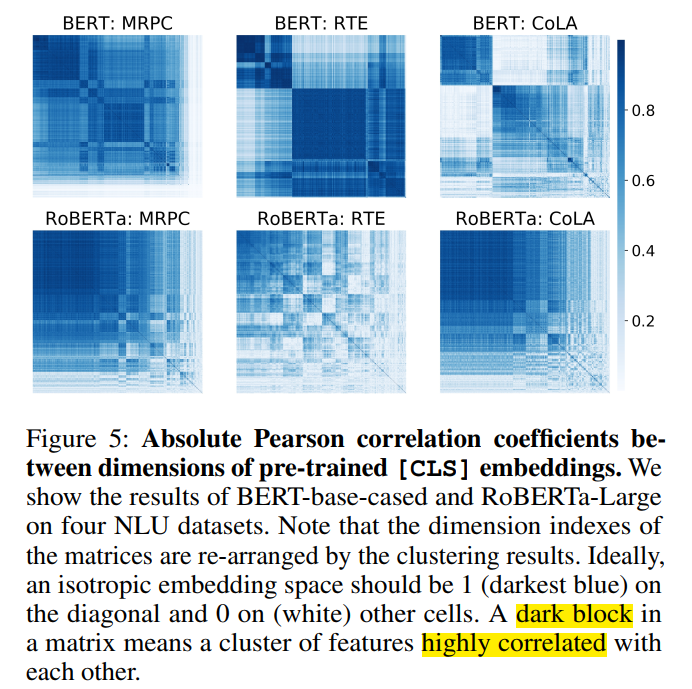 BERT: MRPC BERT: RTE BERT: CoLA
0.8
0.6
RoBERTa: MRPC RoBERTa: RTE RoBERTa: CoLA
0.4
0.2
Figure 5: Absolute Pearson correlation coefficients be-
tween dimensions of pre-trained [CLS] embeddings. We
show the results of BERT-base-cased and RoBERTa-Large
on four NLU datasets. Note that the dimension indexes of
the matrices are re-arranged by the clustering results. Ideally,
an isotropic embedding space should be 1 (darkest blue) on
the diagonal and 0 on (white) other cells. A dark block in
a matrix means a cluster of features highly correlated with
each other.